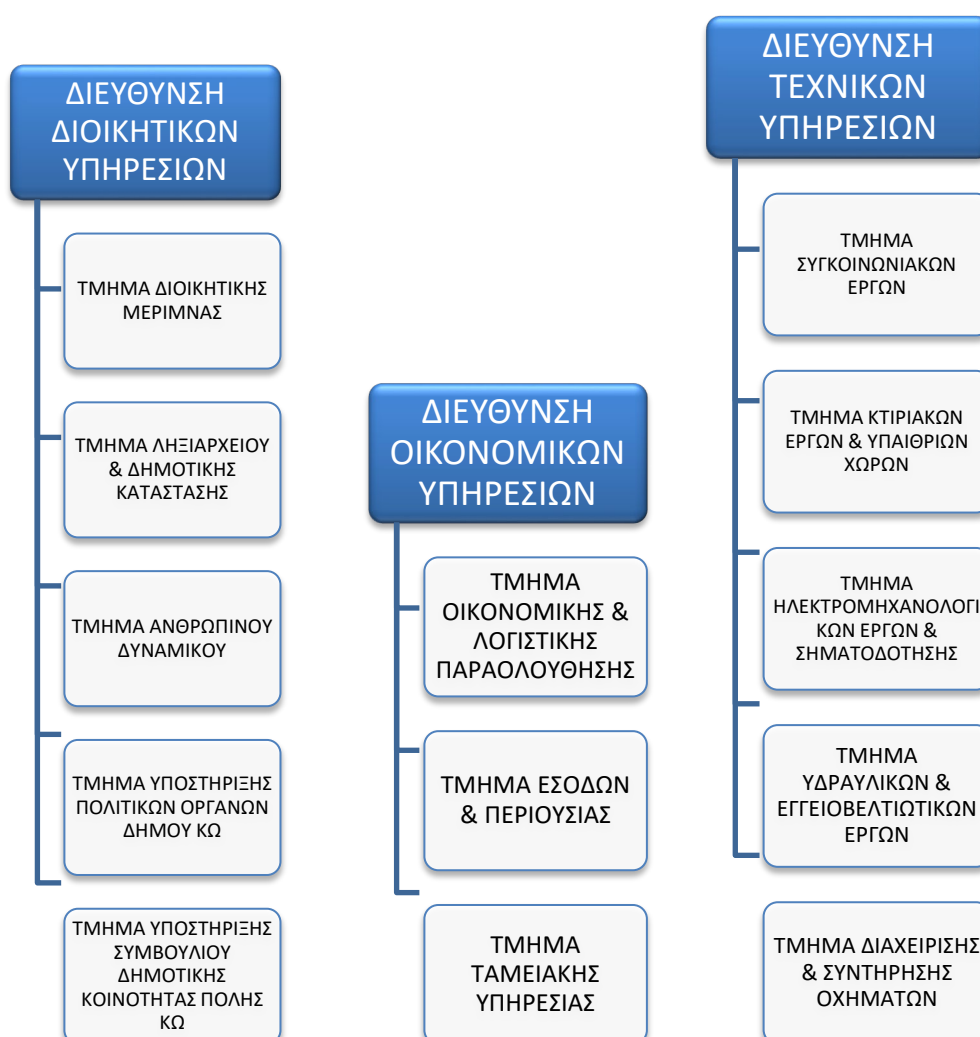 ΔΙΕΥΘΥΝΣΗ
ΔΙΟΙΚΗΤΙΚΩΝ
ΥΠΗΡΕΣΙΩΝ
ΤΜΗΜΑ ΔΙΟΙΚΗΤΙΚΗΣ
ΜΕΡΙΜΝΑΣ
ΤΜΗΜΑ ΛΗΞΙΑΡΧΕΙΟΥ
& ΔΗΜΟΤΙΚΗΣ
ΚΑΤΑΣΤΑΣΗΣ
ΤΜΗΜΑ ΑΝΘΡΩΠΙΝΟΥ
ΔΥΝΑΜΙΚΟΥ
ΤΜΗΜΑ ΥΠΟΣΤΗΡΙΞΗΣ
ΠΟΛΙΤΙΚΩΝ ΟΡΓΑΝΩΝ
ΔΗΜΟΥ ΚΩ
ΤΜΗΜΑ ΥΠΟΣΤΗΡΙΞΗΣ
ΣΥΜΒΟΥΛΙΟΥ
ΔΗΜΟΤΙΚΗΣ
ΚΟΙΝΟΤΗΤΑΣ ΠΟΛΗΣ
ΚΩ
ΔΙΕΥΘΥΝΣΗ
ΟΙΚΟΝΟΜΙΚΩΝ
ΥΠΗΡΕΣΙΩΝ
ΤΜΗΜΑ
ΟΙΚΟΝΟΜΙΚΗΣ &
ΛΟΓΙΣΤΙΚΗΣ
ΠΑΡΑΟΛΟΥΘΗΣΗΣ
ΤΜΗΜΑ ΕΣΟΔΩΝ
& ΠΕΡΙΟΥΣΙΑΣ
ΤΜΗΜΑ
ΤΑΜΕΙΑΚΗΣ
ΥΠΗΡΕΣΙΑΣ
ΔΙΕΥΘΥΝΣΗ
ΤΕΧΝΙΚΩΝ
ΥΠΗΡΕΣΙΩΝ
ΤΜΗΜΑ
ΣΥΓΚΟΙΝΩΝΙΑΚΩΝ
ΕΡΓΩΝ
ΤΜΗΜΑ ΚΤΙΡΙΑΚΩΝ
ΕΡΓΩΝ & ΥΠΑΙΘΡΙΩΝ
ΧΩΡΩΝ
ΤΜΗΜΑ
ΗΛΕΚΤΡΟΜΗΧΑΝΟΛΟΓΙ
ΚΩΝ ΕΡΓΩΝ &
ΣΗΜΑΤΟΔΟΤΗΣΗΣ
ΤΜΗΜΑ
ΥΔΡΑΥΛΙΚΩΝ &
ΕΓΓΕΙΟΒΕΛΤΙΩΤΙΚΩΝ
ΕΡΓΩΝ
ΤΜΗΜΑ ΔΙΑΧΕΙΡΙΣΗΣ
& ΣΥΝΤΗΡΗΣΗΣ
ΟΧΗΜΑΤΩΝ